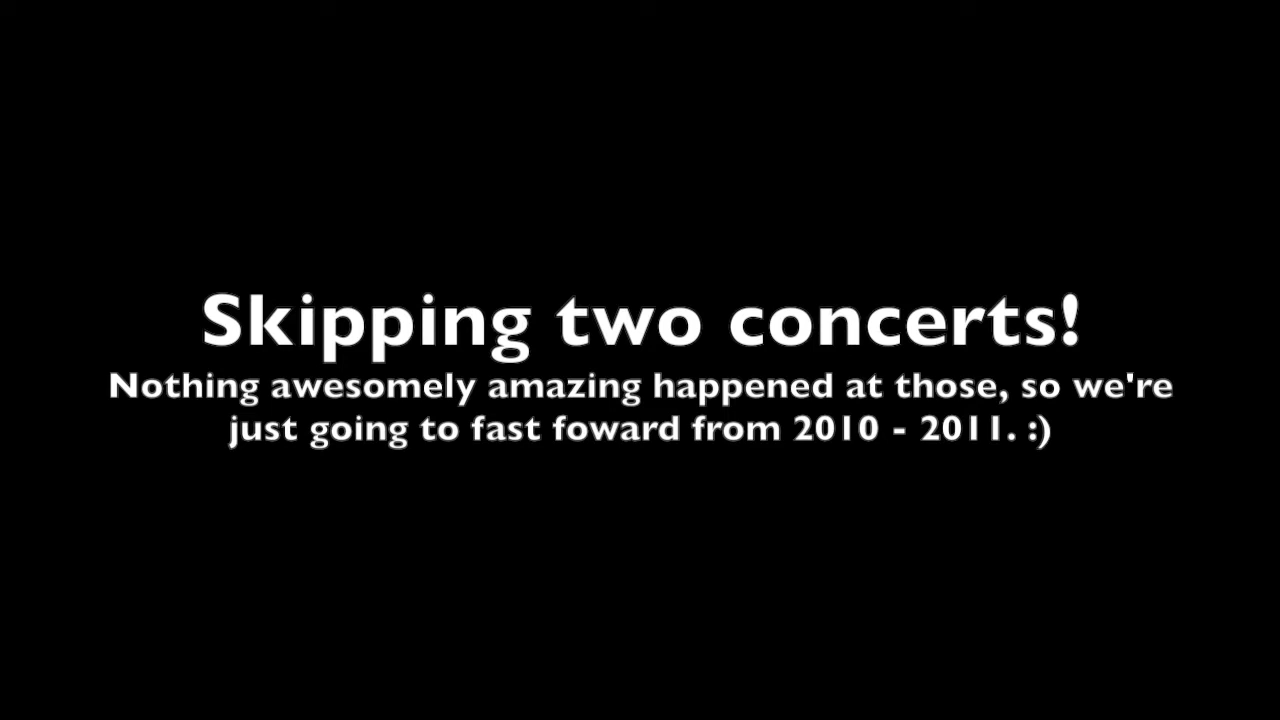 Skipping two concerts!
Nothing awesomely amazing happened at those, so we're
just going to fast foward from 2010 - 2011. :)